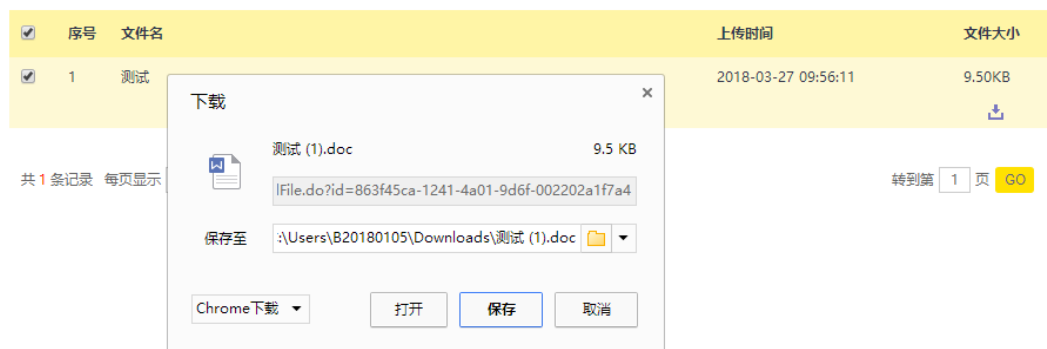 序号 文件名 上传时间 文件大小
1 测试 2018-03-27 09:56:11 9.50KB
下载
测试 (1).doc 9.5 KB
lFile.do?id=863f45ca-1241-4a01-9d6f-002202a1f7a4
共1条记录 每页显示 转到第 1 页 GO
保存至 :\Users\B20180105\Downloads\测试 (1).doc
Chrome下载 打开 保存 取消